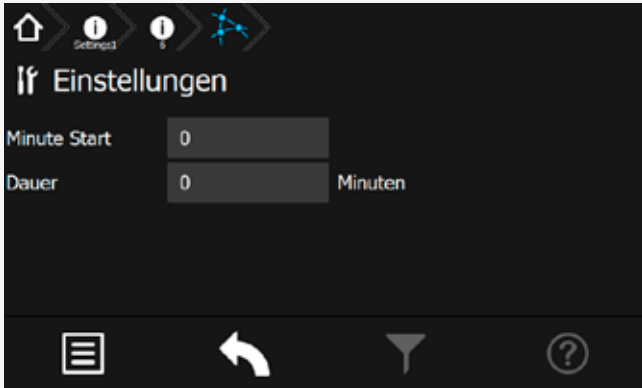 Settings1
6
Einstellungen
Minute Start 0
Dauer 0 Minuten